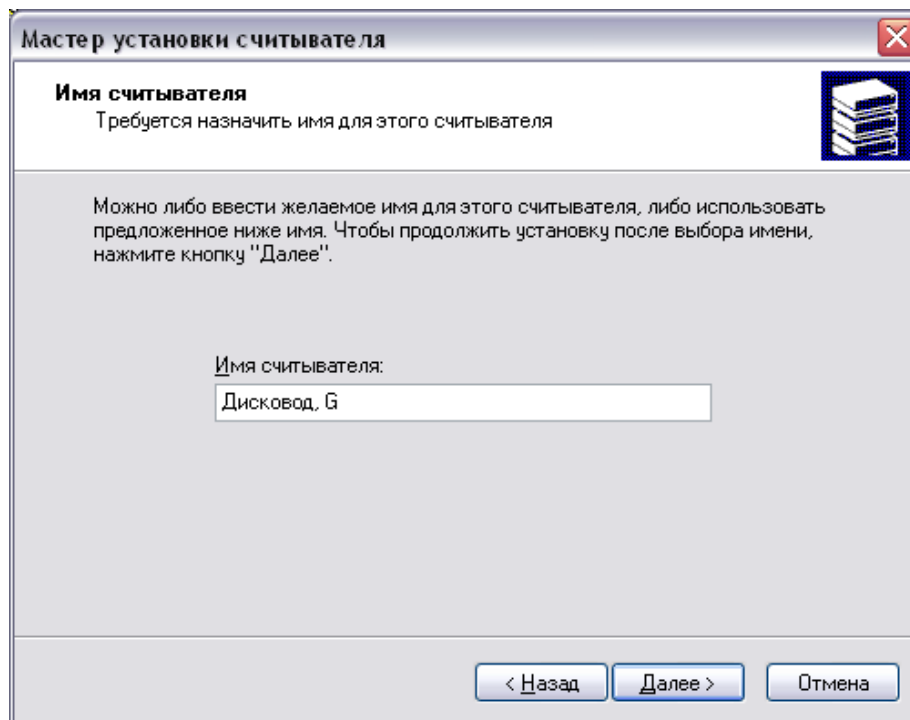 Мастер установки считывателя
Имя считывателя
Требуется назначить имя для этого считывателя
Можно либо ввести желаемое имя для этого считывателя, либо использовать
предложенное ниже имя. Чтобы продолжить установку после выбора имени,
нажмите кнопку "Далее".
Имя считывателя:
Дисковод, G
< Назад Далее > Отмена